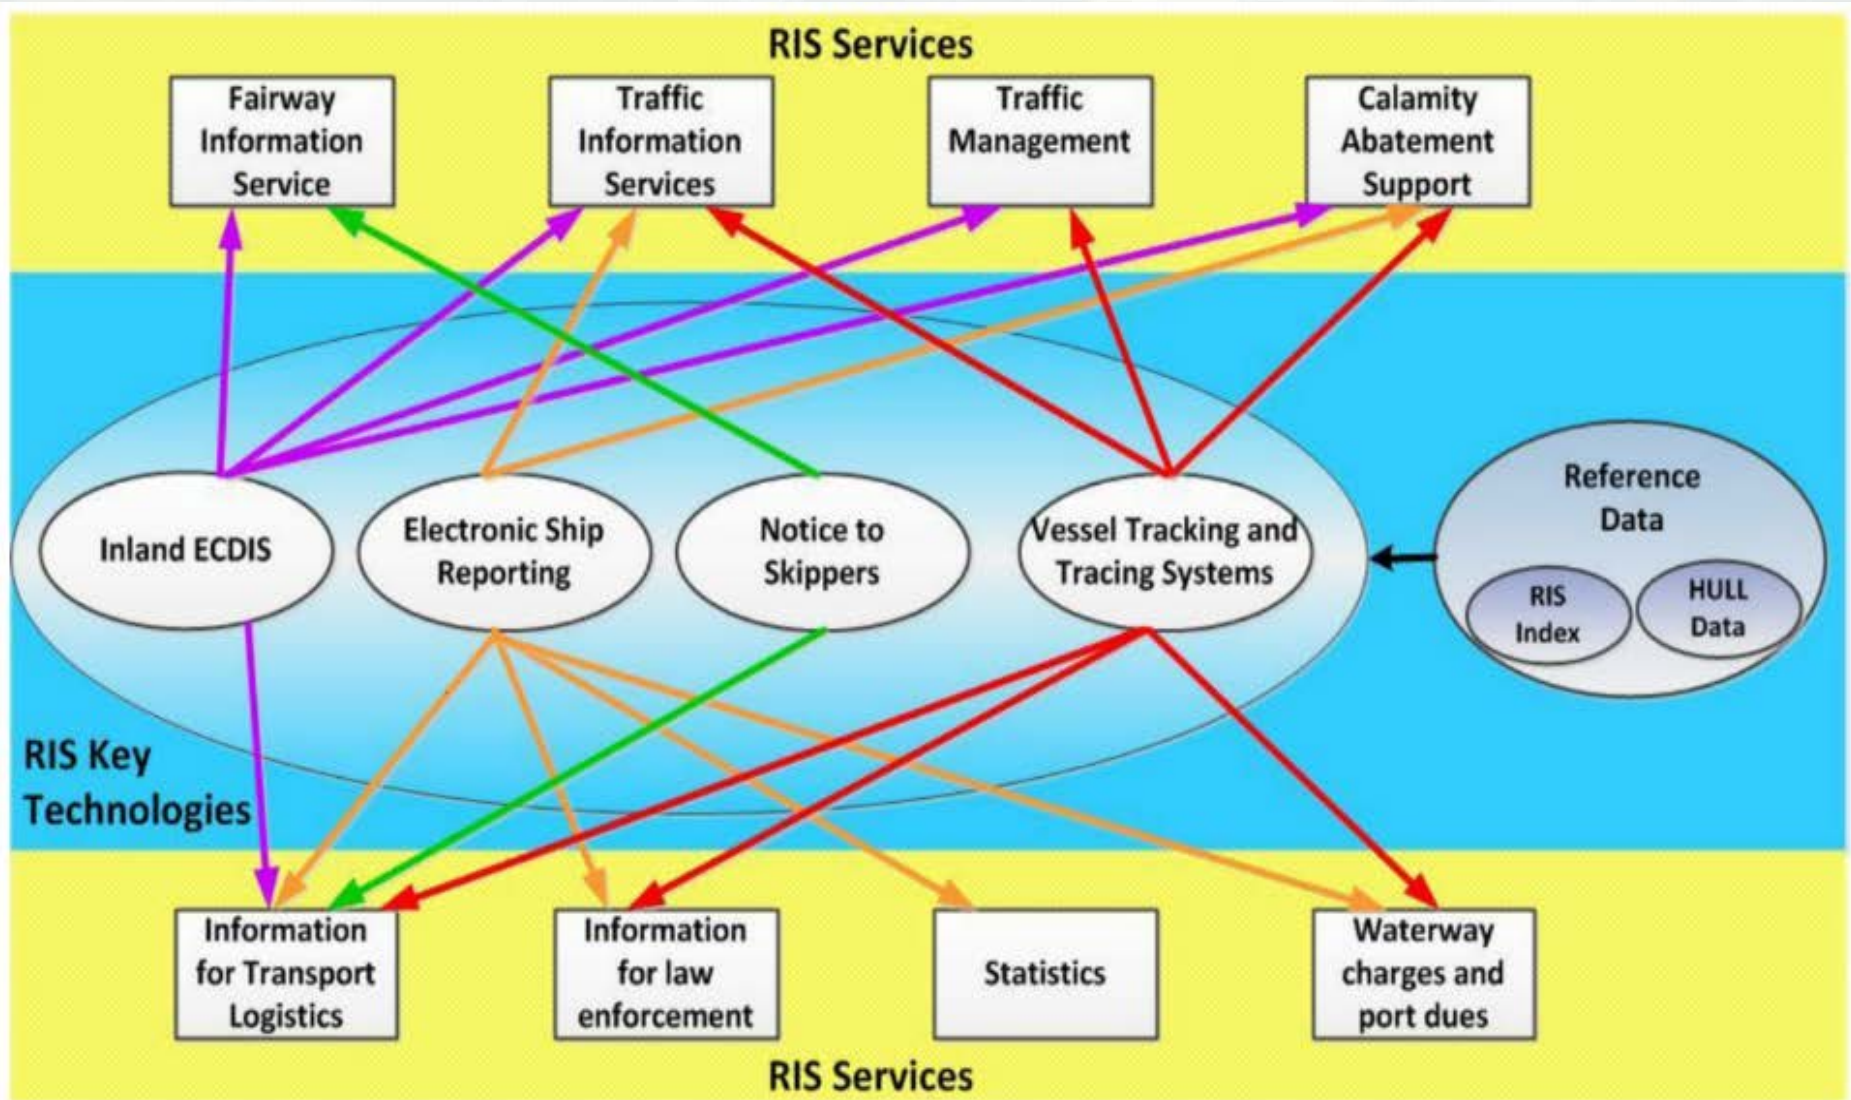 RIS Services
Fairway
Information
Service
Traffic
Information
Services
Traffic
Management
Calamity
Abatement
Support
Inland ECDIS
Electronic Ship
Reporting
Notice to
Skippers
Vessel Tracking and
Tracing Systems
Reference
Data
RIS
Index
HULL
Data
RIS Key
Technologies
Information
for Transport
Logistics
Information
for law
enforcement
Statistics
Waterway
charges and
port dues
RIS Services